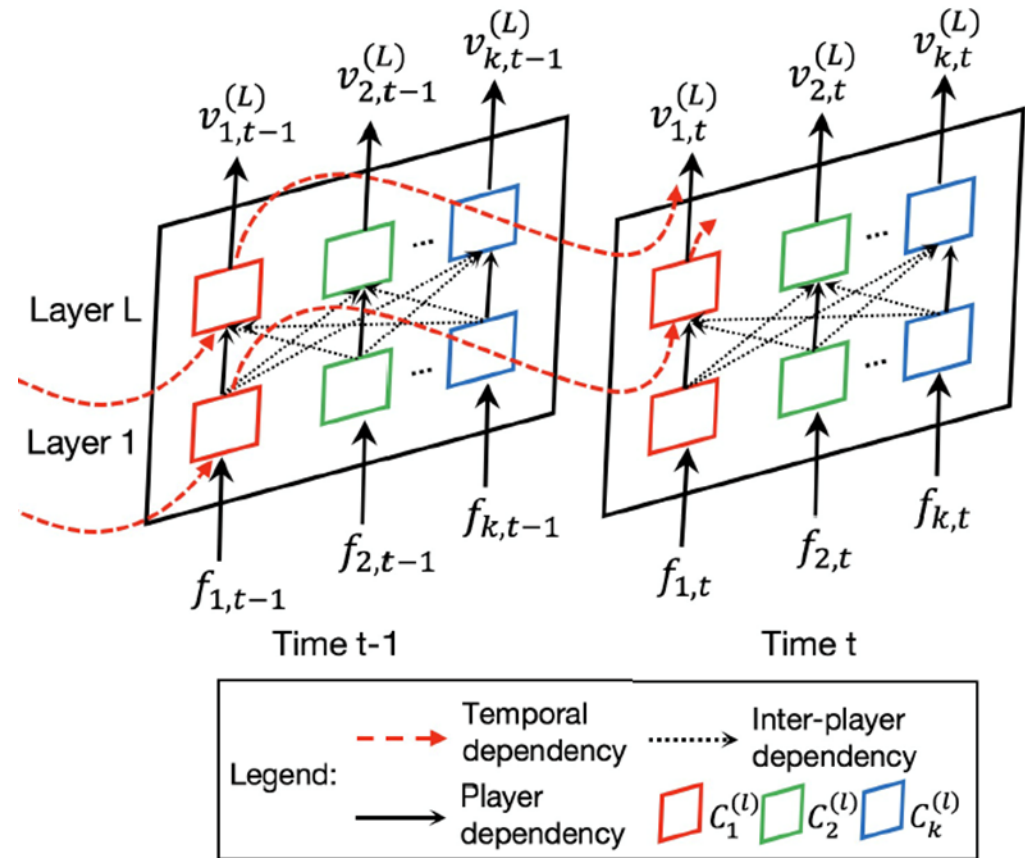 v_{1,t-1}^{(L)} v_{2,t-1}^{(L)} v_{k,t-1}^{(L)} v_{1,t}^{(L)} v_{2,t}^{(L)} v_{k,t}^{(L)}
... ...
Layer L
... ...
Layer 1
f_{1,t-1} f_{2,t-1} f_{k,t-1} f_{1,t} f_{2,t} f_{k,t}
Time t-1 Time t
Legend:
Temporal
dependency
Inter-player
dependency
Player
dependency
C_1^{(l)} C_2^{(l)} C_k^{(l)}